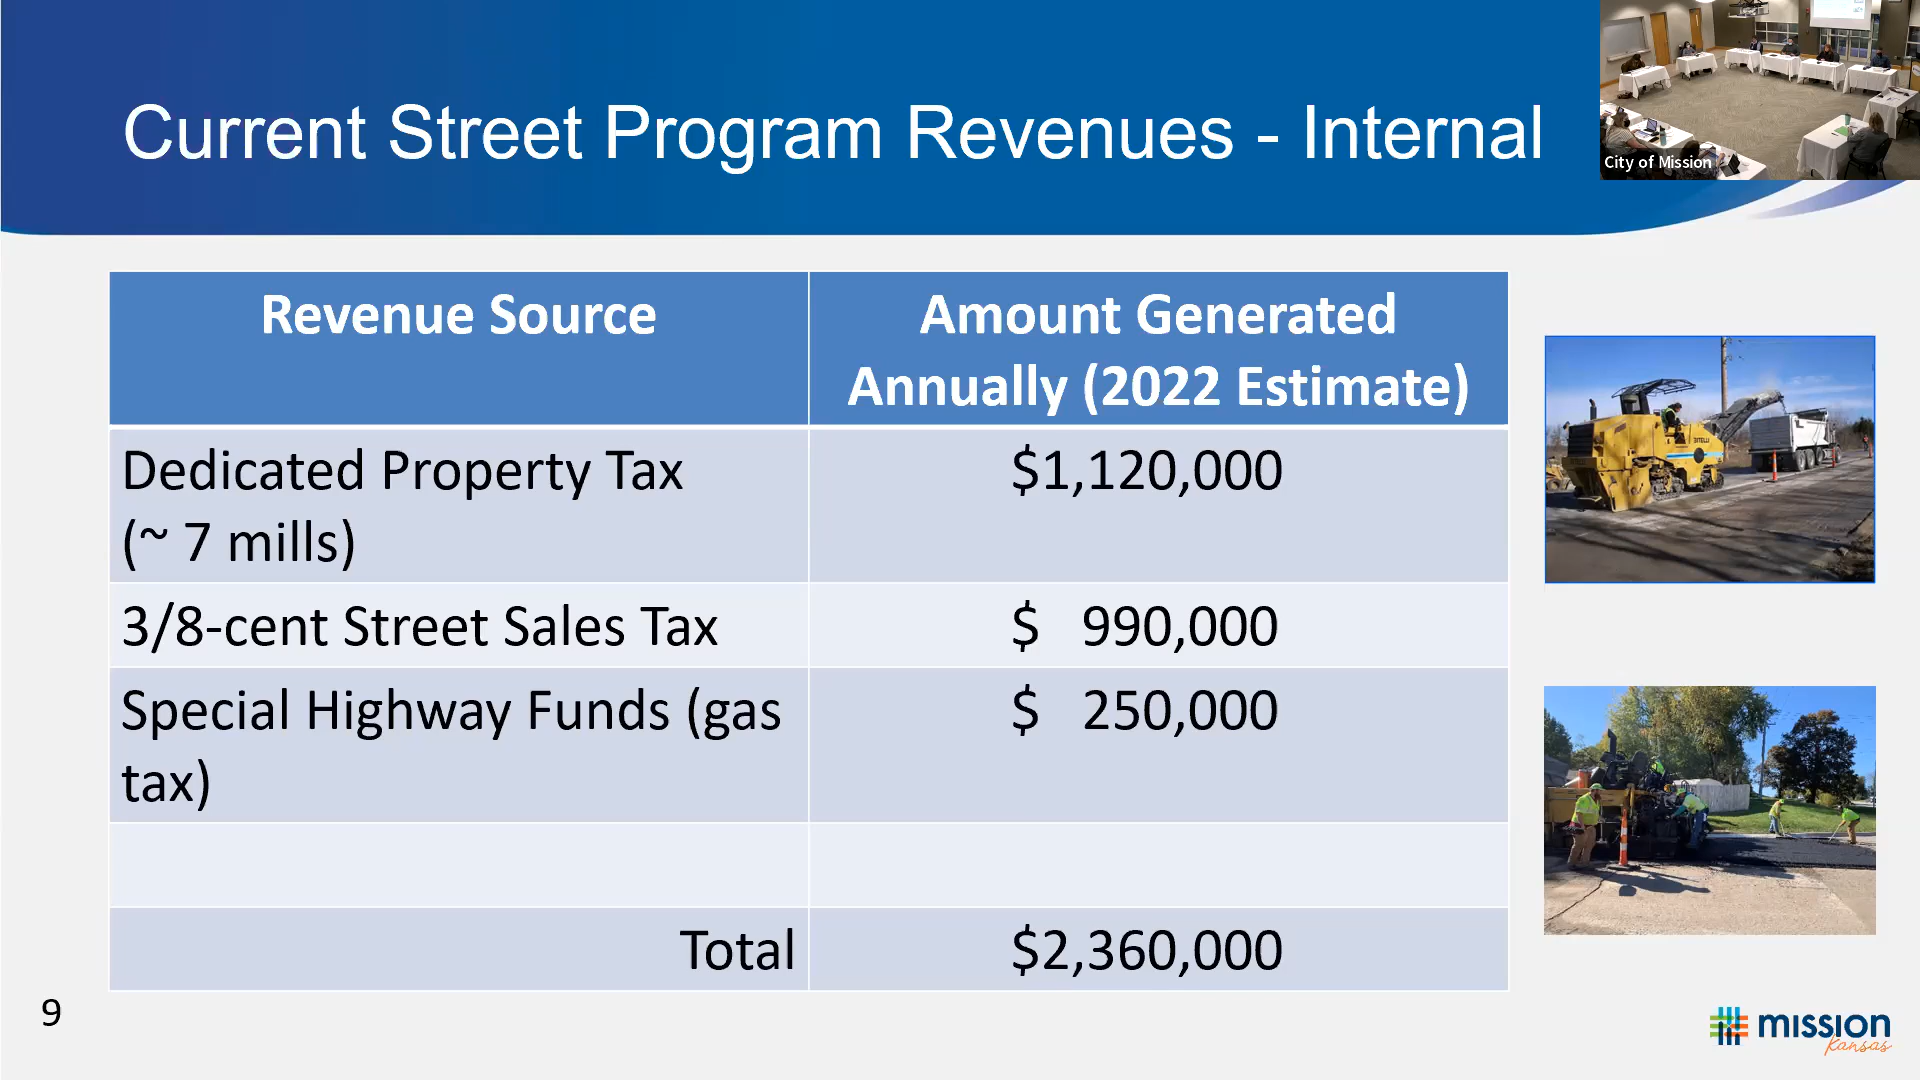 Current Street Program Revenues - Internal
City of Mission
Revenue Source
Amount Generated
Annually (2022 Estimate)
Dedicated Property Tax
(~ 7 mills)
$1,120,000
3/8-cent Street Sales Tax
$ 990,000
Special Highway Funds (gas
tax)
$ 250,000
Total
$2,360,000
BITELLI
9
mission
kansas